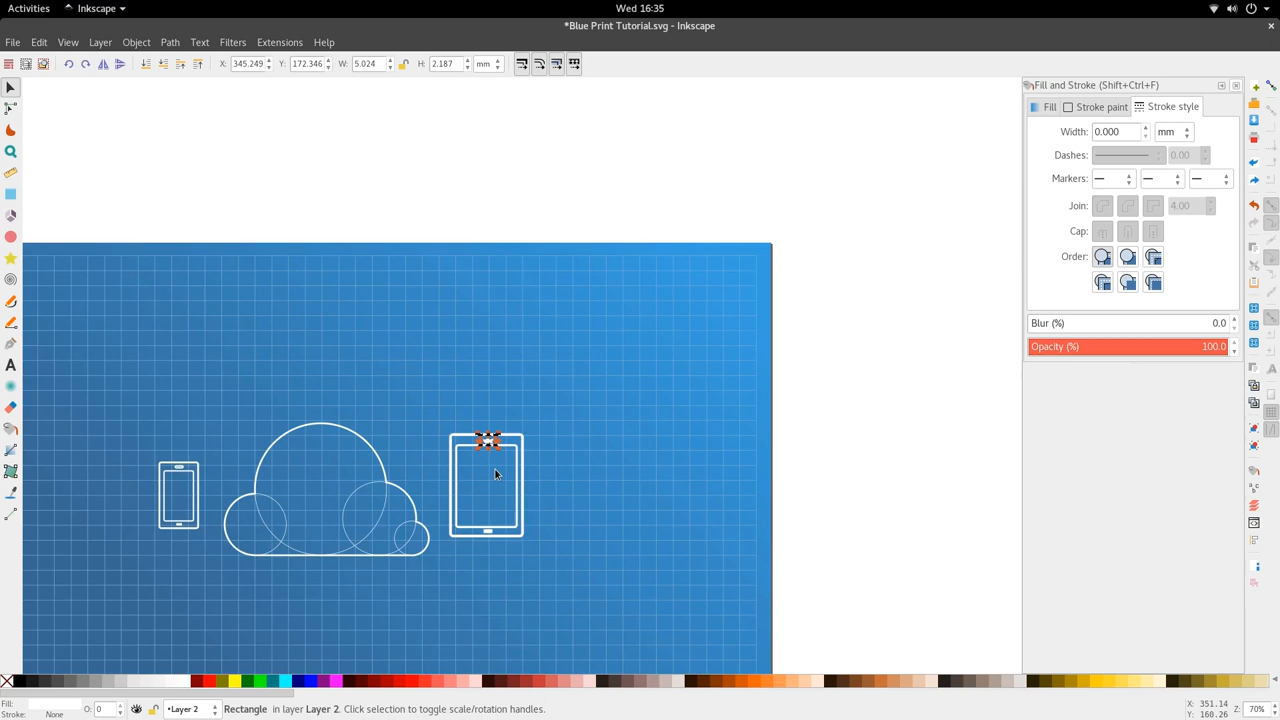 Activities Inkscape Wed 16:35
*Blue Print Tutorial.svg - Inkscape
File Edit View Layer Object Path Text Filters Extensions Help
X: 345.249 Y: 172.346 W: 5.024 H: 2.187 mm
Fill and Stroke (Shift+Ctrl+F)
Fill Stroke paint Stroke style
Width: 0.000 mm
Dashes: 0.00
Markers:
Join: 4.00
Cap:
Order:
Blur (%) 0.0
Opacity (%) 100.0
Fill:
Stroke: None
O: 0
•Layer 2
Rectangle in layer Layer 2. Click selection to toggle scale/rotation handles.
X: 351.14
Y: 160.26
Z: 70%